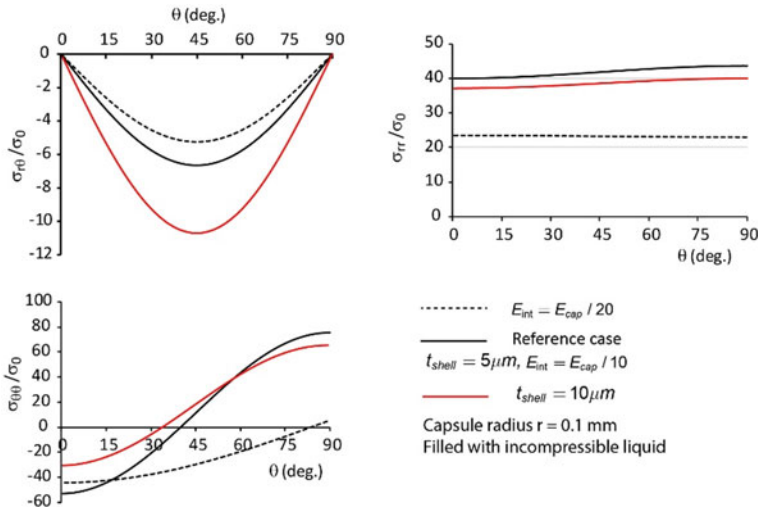 θ (deg.)
0 15 30 45 60 75 90
0
-2
-4
-6
-8
-10
-12
σrθ/σ0
50
40
30
20
10
0
σrr/σ0
0 15 30 45 60 75 90
θ (deg.)
100
80
60
40
20
0
-20
-40
-60
σθθ/σ0
0 15 30 45 60 75 90
θ (deg.)
Eint = Ecap / 20
Reference case
tshell = 5μm, Eint = Ecap / 10
tshell = 10μm
Capsule radius r = 0.1 mm
Filled with incompressible liquid